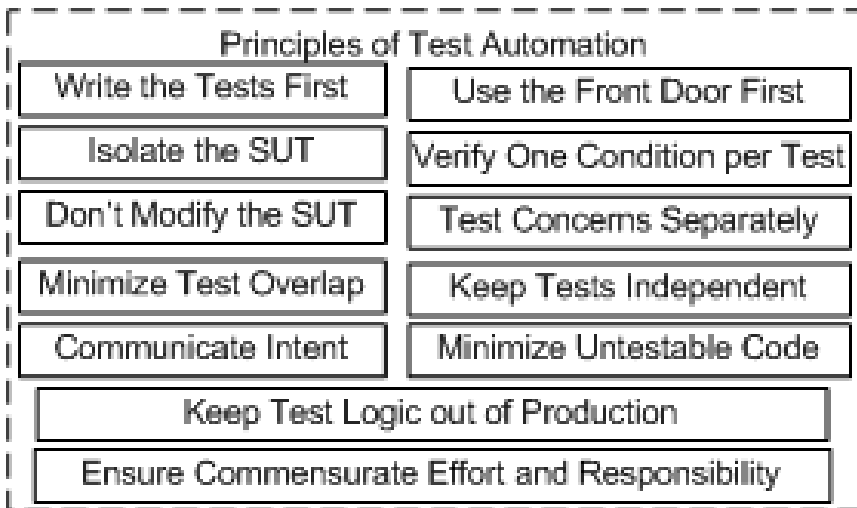 Principles of Test Automation
Write the Tests First
Use the Front Door First
Isolate the SUT
Verify One Condition per Test
Don't Modify the SUT
Test Concerns Separately
Minimize Test Overlap
Keep Tests Independent
Communicate Intent
Minimize Untestable Code
Keep Test Logic out of Production
Ensure Commensurate Effort and Responsibility